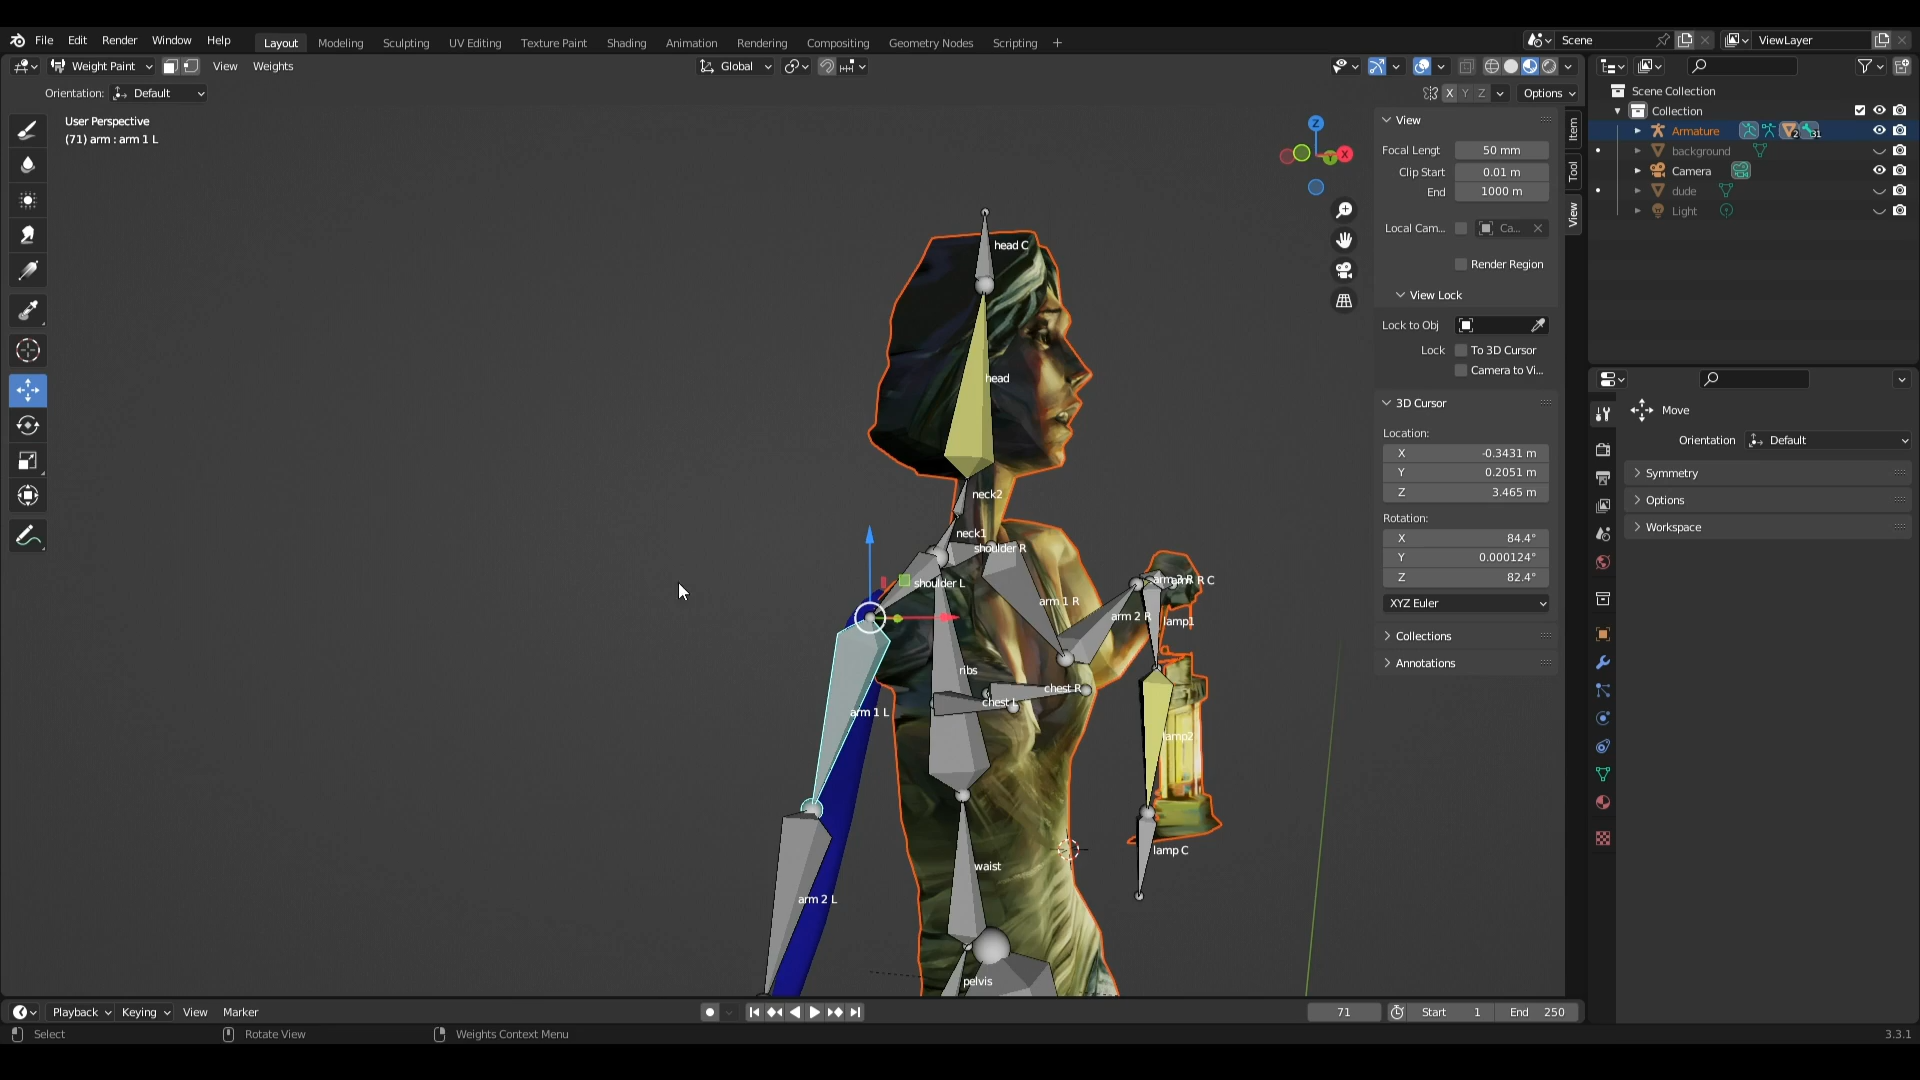 File Edit Render Window Help Layout Modeling Sculpting UV Editing Texture Paint Shading Animation Rendering Compositing Geometry Nodes Scripting + Scene ViewLayer
Weight Paint View Weights Global
Orientation: Default X Y Z Options
User Perspective
(71) arm : arm 1 L
Z
X
Y
head C
head
neck2
neck1
shoulder R
shoulder L
arm 1 R
arm 2 R
R C
lamp1
ribs
chest R
chest L
arm 1 L
lamp2
lamp C
waist
arm 2 L
pelvis
View
Focal Lengt 50 mm
Clip Start 0.01 m
End 1000 m
Local Cam... Ca...
Render Region
View Lock
Lock to Obj
Lock To 3D Cursor
Camera to Vi...
3D Cursor
Location:
X -0.3431 m
Y 0.2051 m
Z 3.465 m
Rotation:
X 84.4°
Y 0.000124°
Z 82.4°
XYZ Euler
Collections
Annotations
Item
Tool
View
Scene Collection
Collection
Armature 2 31
background
Camera
dude
Light
Move
Orientation Default
Symmetry
Options
Workspace
Playback Keying View Marker 71 Start 1 End 250
Select Rotate View Weights Context Menu 3.3.1